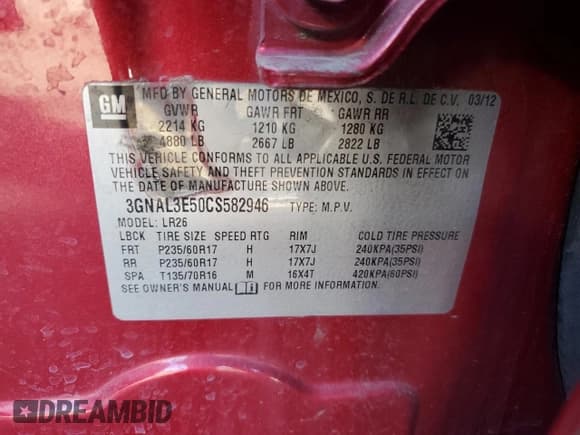 GM
MFD BY GENERAL MOTORS DE MEXICO, S. DE R.L. DE C.V. 03/12
GVWR GAWR FRT GAWR RR
2214 KG 1210 KG 1280 KG
4880 LB 2667 LB 2822 LB
THIS VEHICLE CONFORMS TO ALL APPLICABLE U.S. FEDERAL MOTOR
VEHICLE SAFETY AND THEFT PREVENTION STANDARDS IN EFFECT ON
THE DATE OF MANUFACTURE SHOWN ABOVE.
3GNAL3E50CS582946 TYPE: M.P.V.
MODEL: LR26
LBCK TIRE SIZE SPEED RTG RIM COLD TIRE PRESSURE
FRT P235/60R17 H 17X7J 240KPA(35PSI)
RR P235/60R17 H 17X7J 240KPA(35PSI)
SPA T135/70R16 M 16X4T 420KPA(60PSI)
SEE OWNER'S MANUAL FOR MORE INFORMATION.
DREAMBID